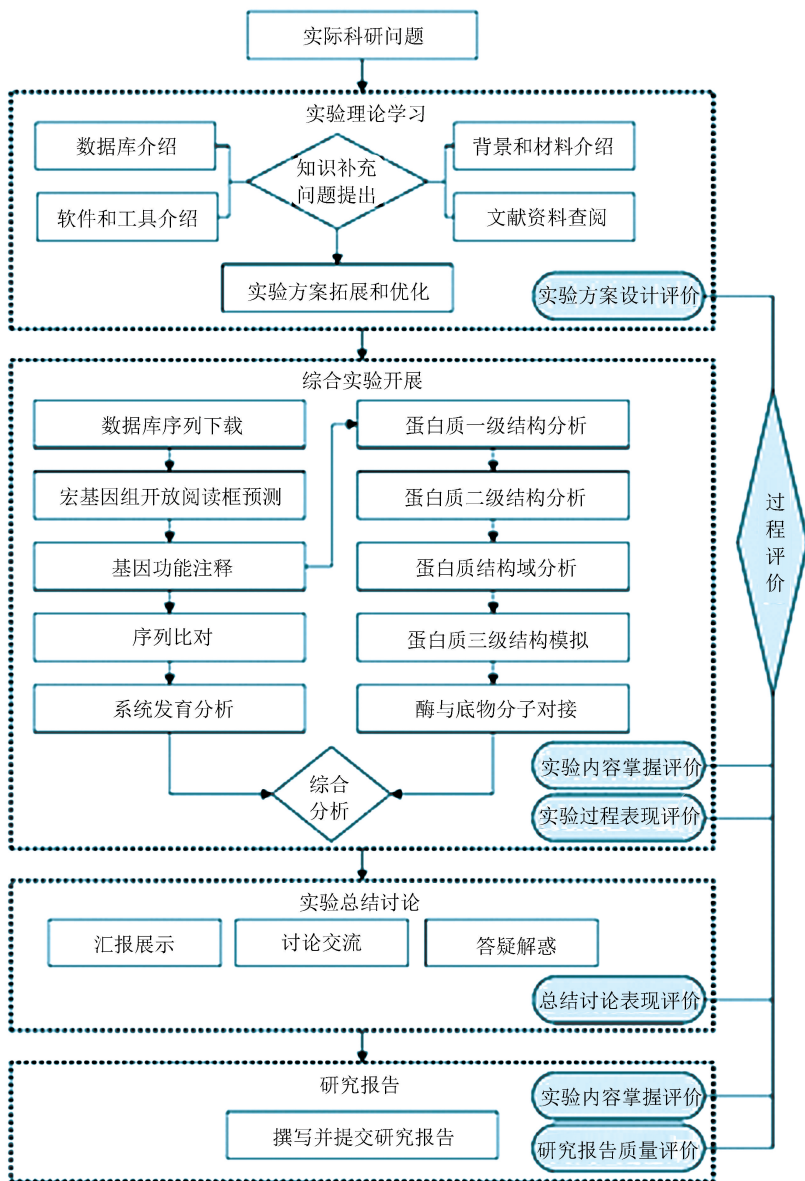 实际科研问题
实验理论学习
数据库介绍
背景和材料介绍
知识补充
问题提出
软件和工具介绍
文献资料查阅
实验方案拓展和优化
实验方案设计评价
综合实验开展
数据库序列下载
蛋白质一级结构分析
宏基因组开放阅读框预测
蛋白质二级结构分析
基因功能注释
蛋白质结构域分析
序列比对
蛋白质三级结构模拟
系统发育分析
酶与底物分子对接
综合
分析
实验内容掌握评价
实验过程表现评价
过程评价
实验总结讨论
汇报展示
讨论交流
答疑解惑
总结讨论表现评价
研究报告
实验内容掌握评价
撰写并提交研究报告
研究报告质量评价